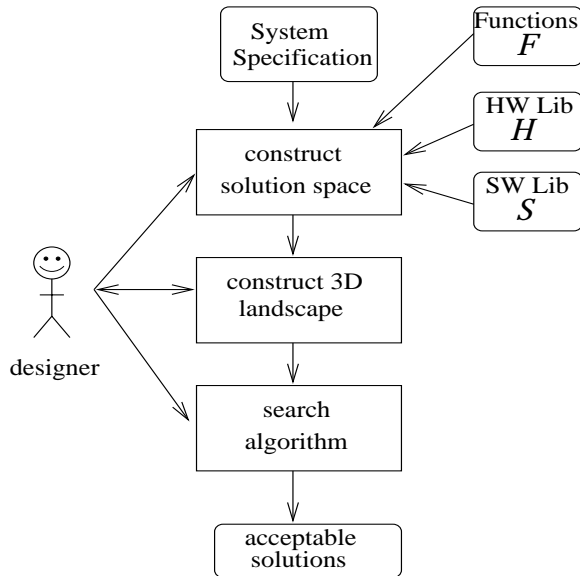 System
Specification
Functions
F
HW Lib
H
SW Lib
S
construct
solution space
construct 3D
landscape
designer
search
algorithm
acceptable
solutions